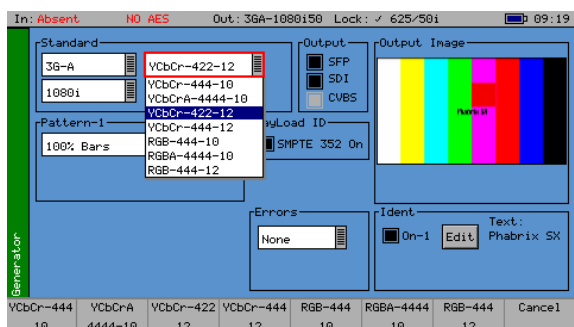 In: Absent NO AES Out: 3GA-1080i50 Lock: ✓ 625/50i 09:19
Standard
3G-A
YCbCr-422-12
1080i
YCbCr-444-10
YCbCrA-4444-10
YCbCr-422-12
YCbCr-444-12
RGB-444-10
RGBA-4444-10
RGB-444-12
Output
SFP
SDI
CVBS
Output Image
Phabrix SX
Pattern-1
100% Bars
ayLoad ID
SMPTE 352 On
Errors
None
Ident
On-1
Edit
Text:
Phabrix SX
Generator
YCbCr-444 YCbCrA YCbCr-422 YCbCr-444 RGB-444 RGBA-4444 RGB-444 Cancel
10 4444-10 12 12 10 10 12